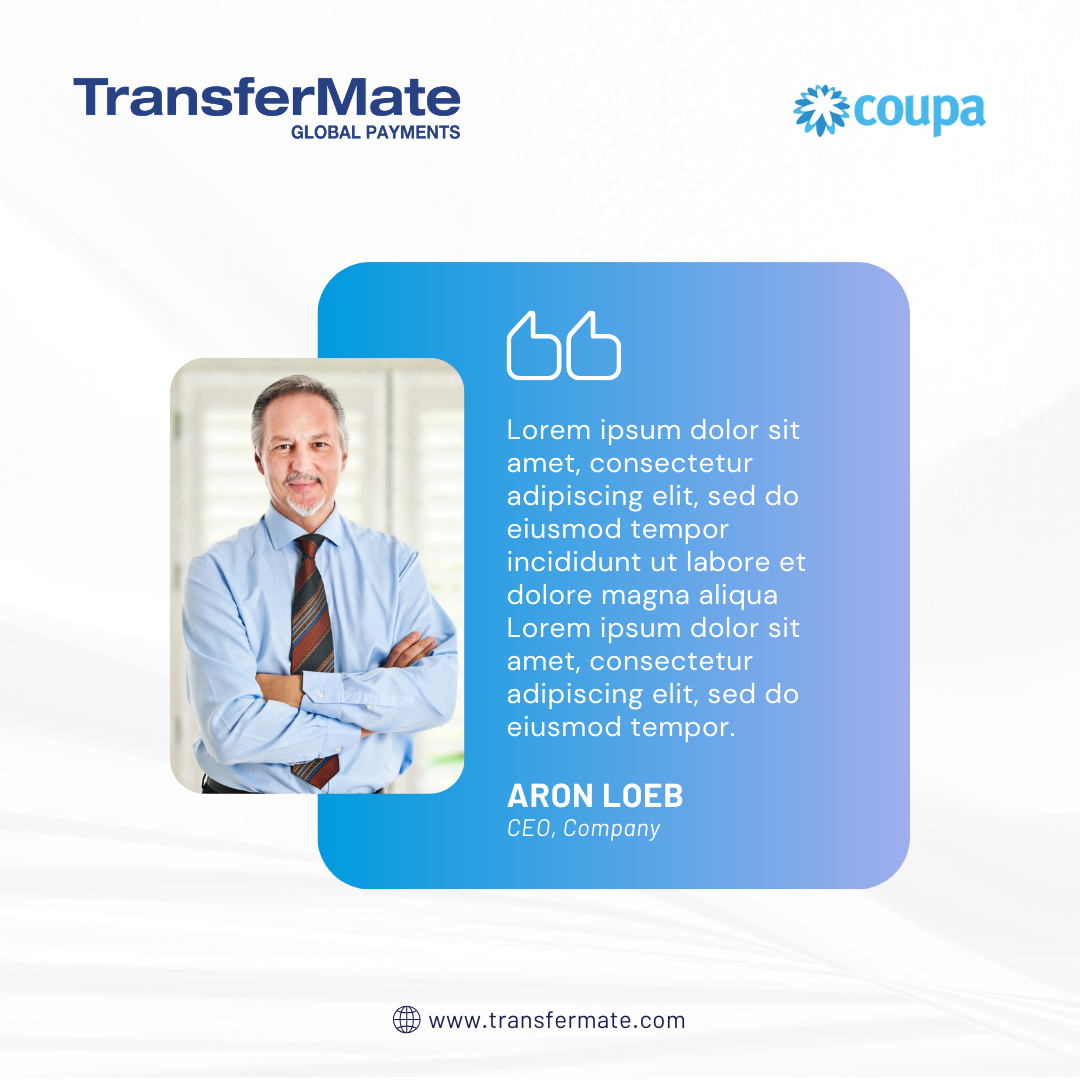 TransferMate
GLOBAL PAYMENTS
coupa
Lorem ipsum dolor sit
amet, consectetur
adipiscing elit, sed do
eiusmod tempor
incididunt ut labore et
dolore magna aliqua
Lorem ipsum dolor sit
amet, consectetur
adipiscing elit, sed do
eiusmod tempor.
ARON LOEB
CEO, Company
www.transfermate.com